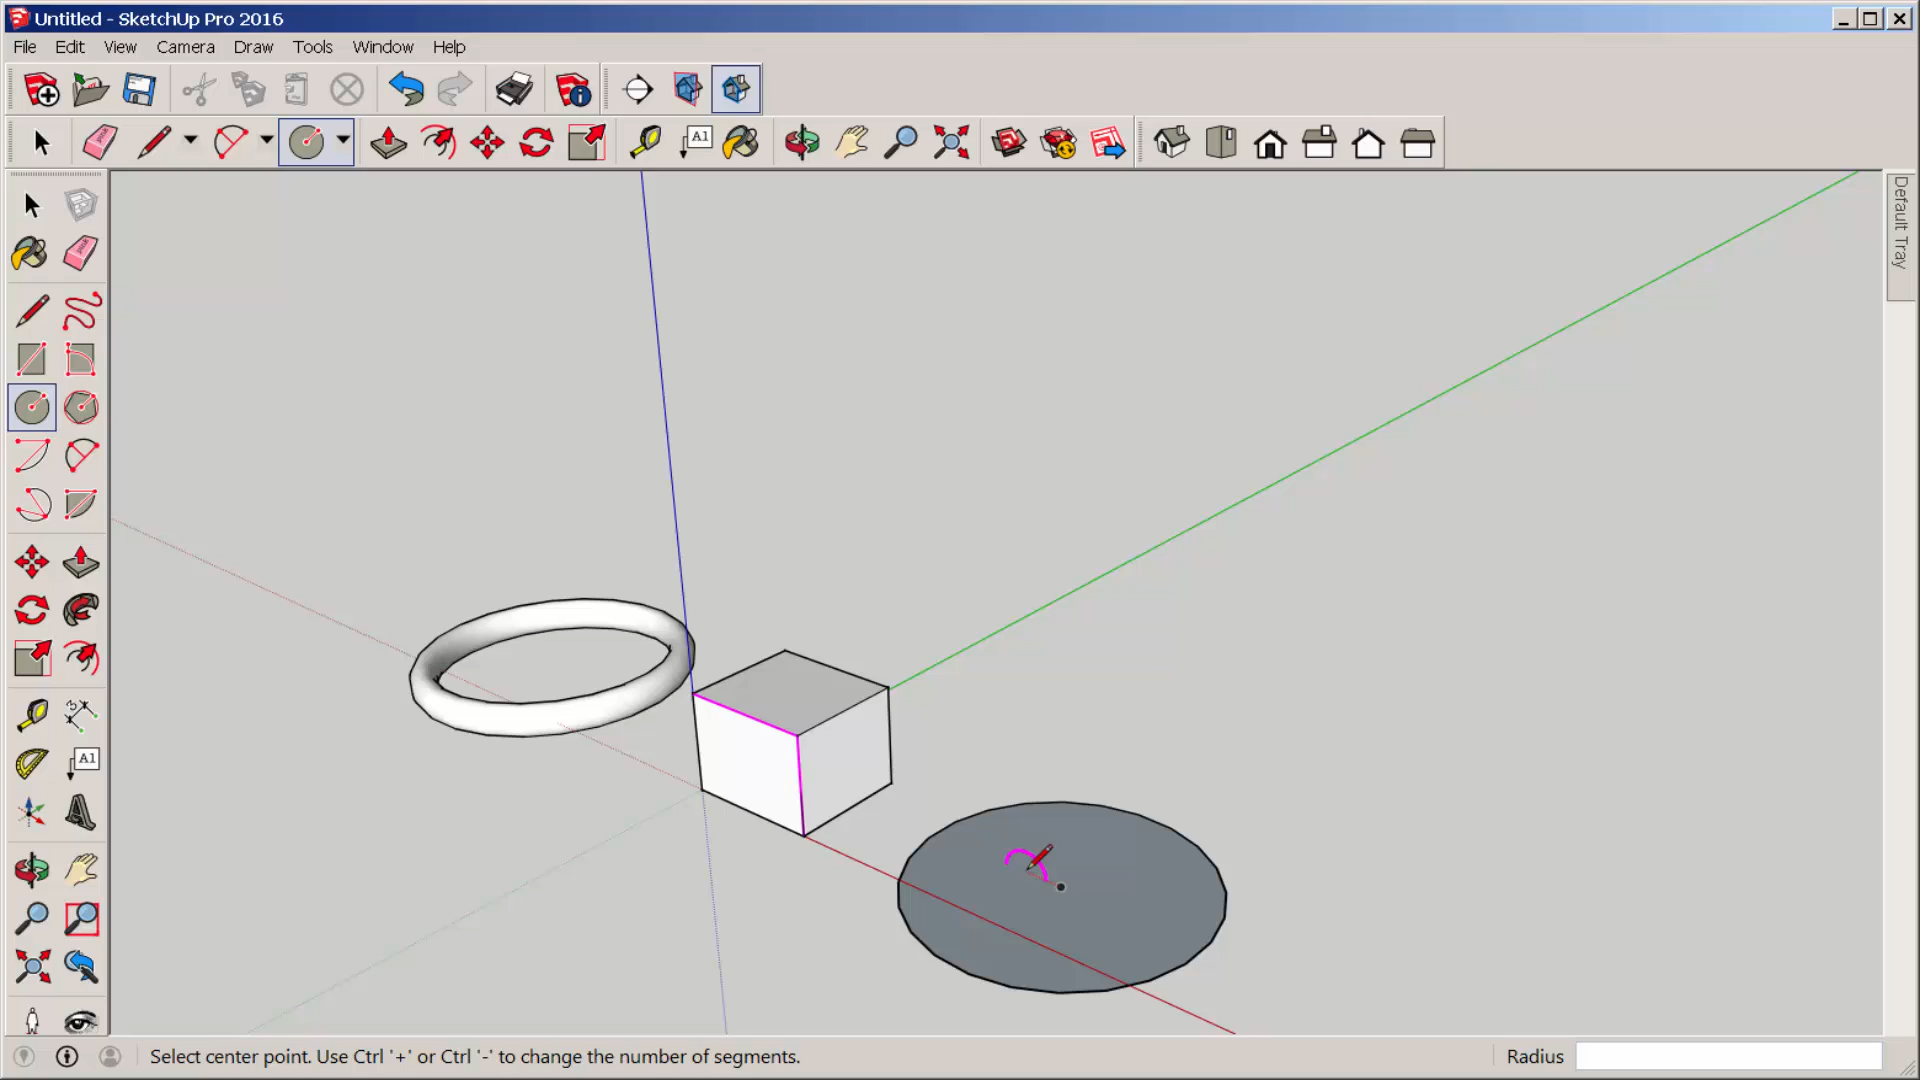 Untitled - SketchUp Pro 2016
File Edit View Camera Draw Tools Window Help
A1
Default Tray
A1
Select center point. Use Ctrl '+' or Ctrl '-' to change the number of segments.
Radius